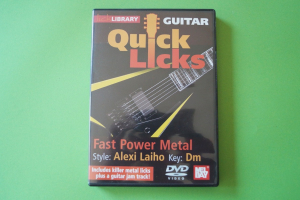 LIBRARY GUITAR
Quick
Licks
Fast Power Metal
Style: Alexi Laiho Key: Dm
Includes killer metal licks
plus a guitar jam track!
DVD
VIDEO